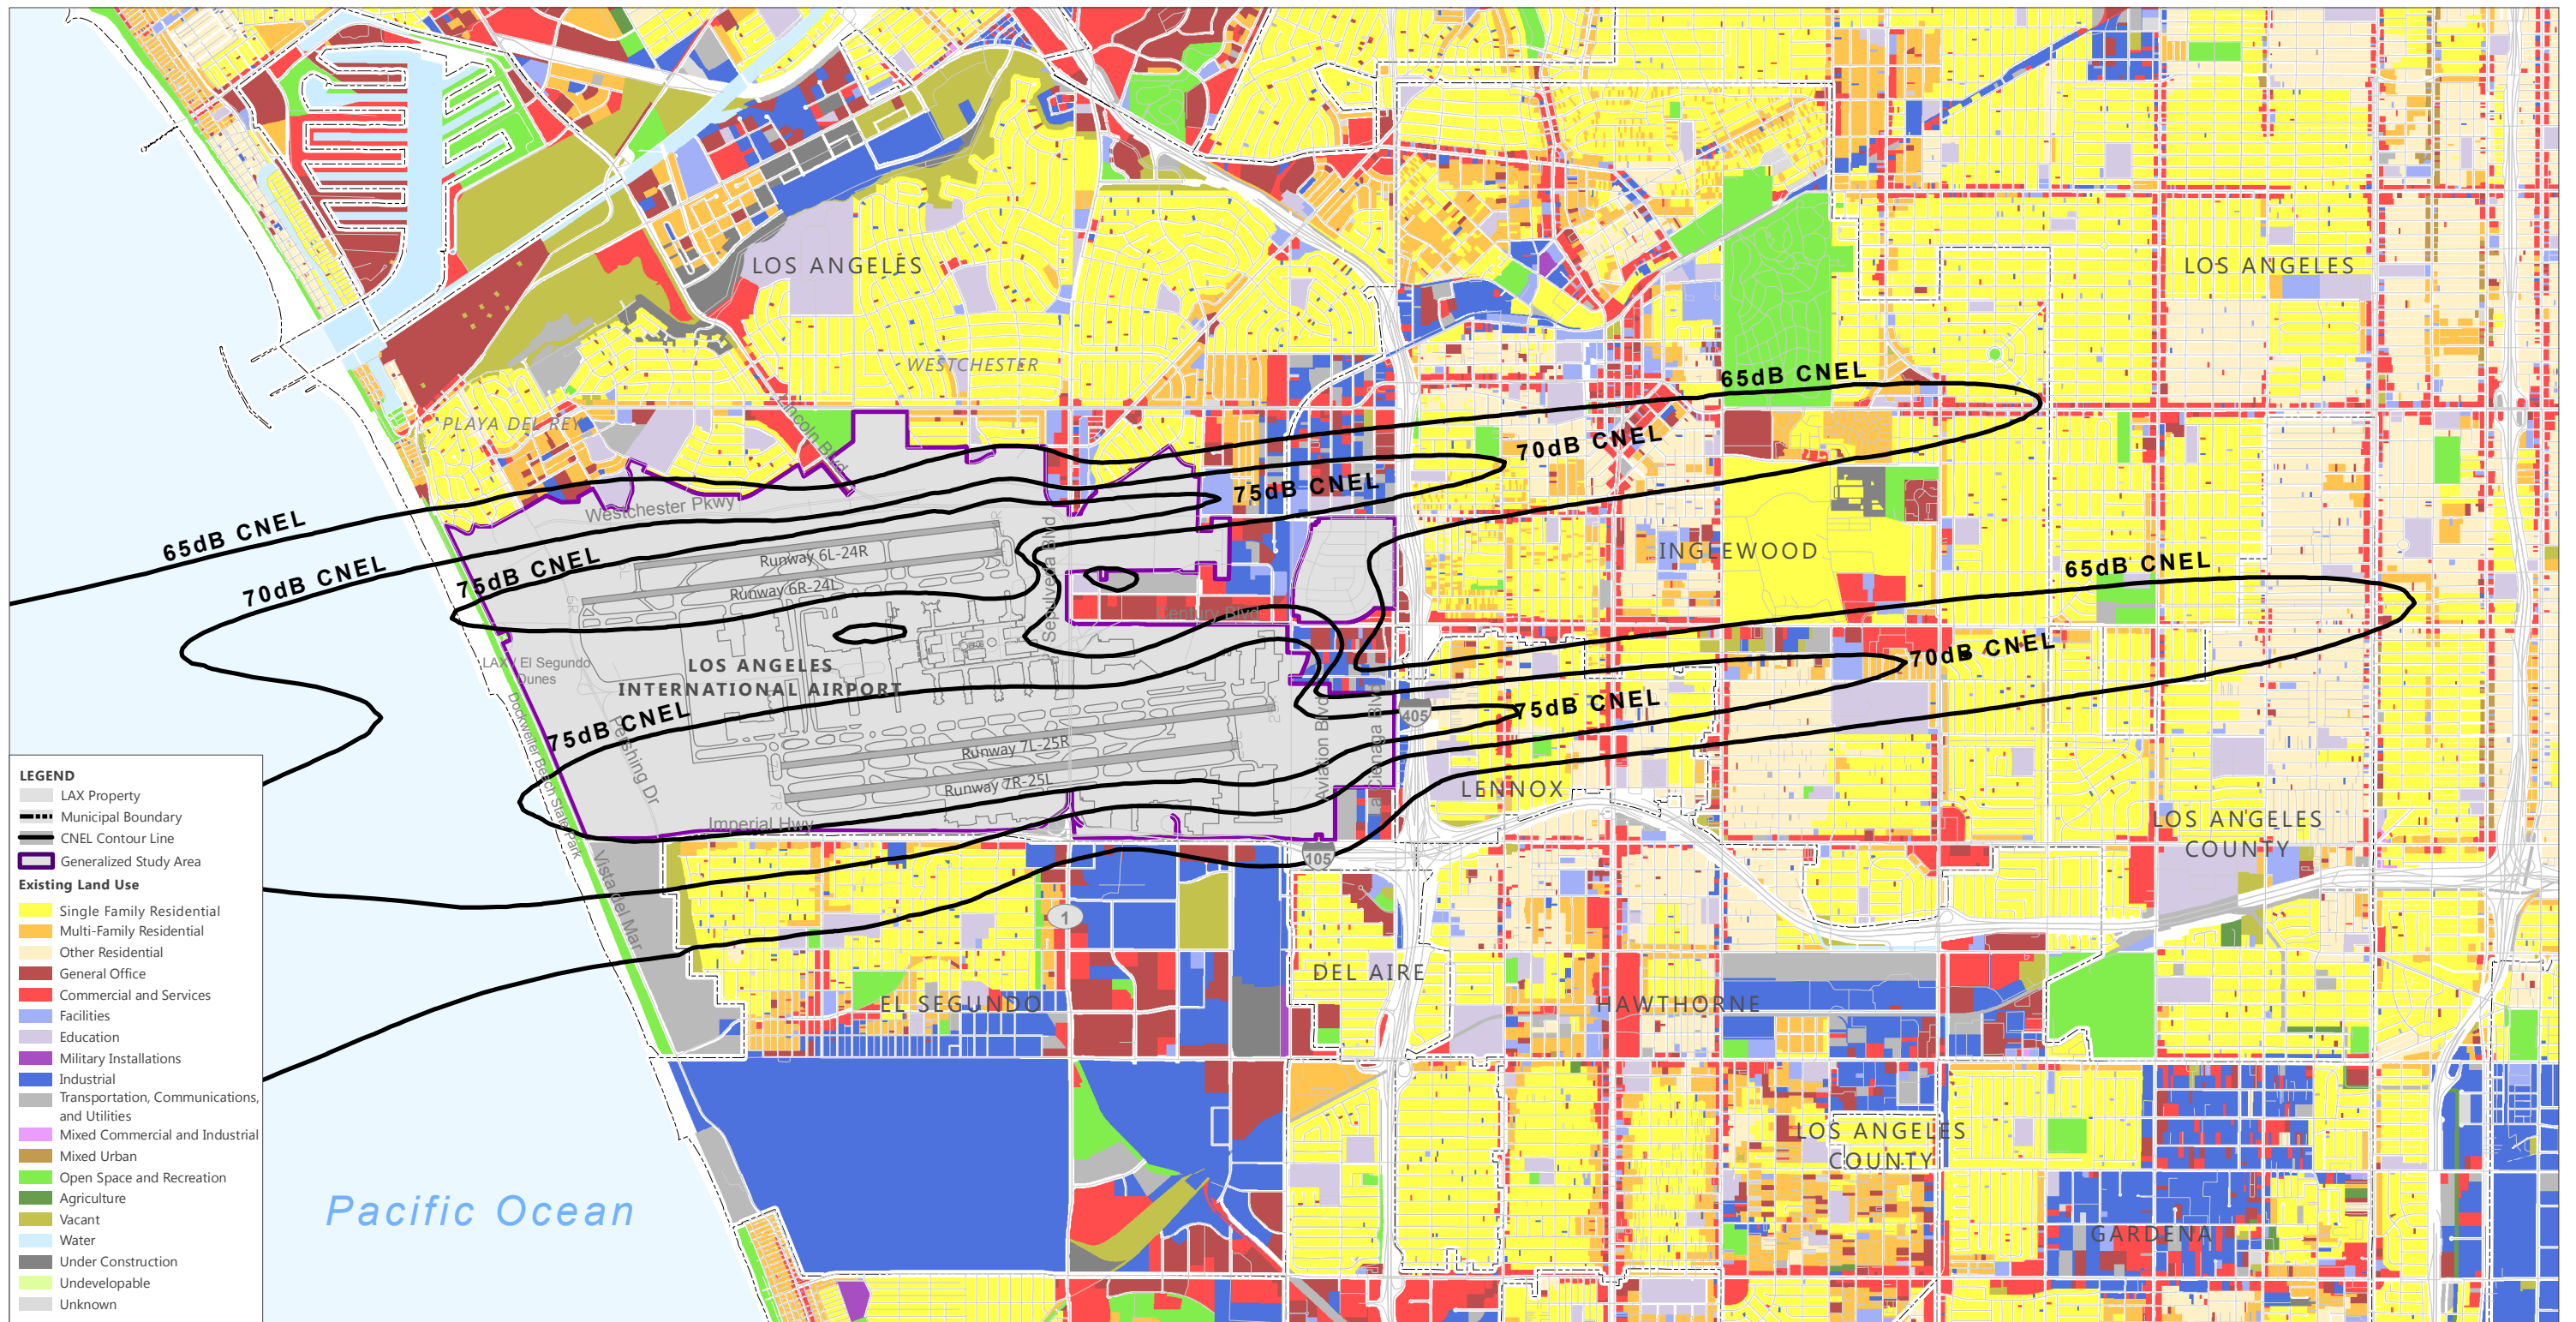 LOS ANGELES
LOS ANGELES
WESTCHESTER
65dB CNEL
PLAYA DEL REY
Lincoln Blvd
70dB CNEL
75dB CNEL
Westchester Pkwy
65dB CNEL
70dB CNEL
75dB CNEL
Runway 6L-24R
Runway 6R-24L
Sepulveda Blvd
INGLEWOOD
65dB CNEL
6R
Century Blvd
LAX / El Segundo
Dunes
LOS ANGELES
INTERNATIONAL AIRPORT
70dB CNEL
75dB CNEL
75dB CNEL
405
Pershing Dr
Dockweiler Beach State Park
Runway 7L-25R
Runway 7R-25L
7R
Aviation Blvd
La Cienaga Blvd
LENNOX
Imperial Hwy
LOS ANGELES
COUNTY
105
Vista del Mar
1
DEL AIRE
EL SEGUNDO
HAWTHORNE
LOS ANGELES
COUNTY
Pacific Ocean
GARDENA
LEGEND
LAX Property
Municipal Boundary
CNEL Contour Line
Generalized Study Area
Existing Land Use
Single Family Residential
Multi-Family Residential
Other Residential
General Office
Commercial and Services
Facilities
Education
Military Installations
Industrial
Transportation, Communications,
and Utilities
Mixed Commercial and Industrial
Mixed Urban
Open Space and Recreation
Agriculture
Vacant
Water
Under Construction
Undevelopable
Unknown